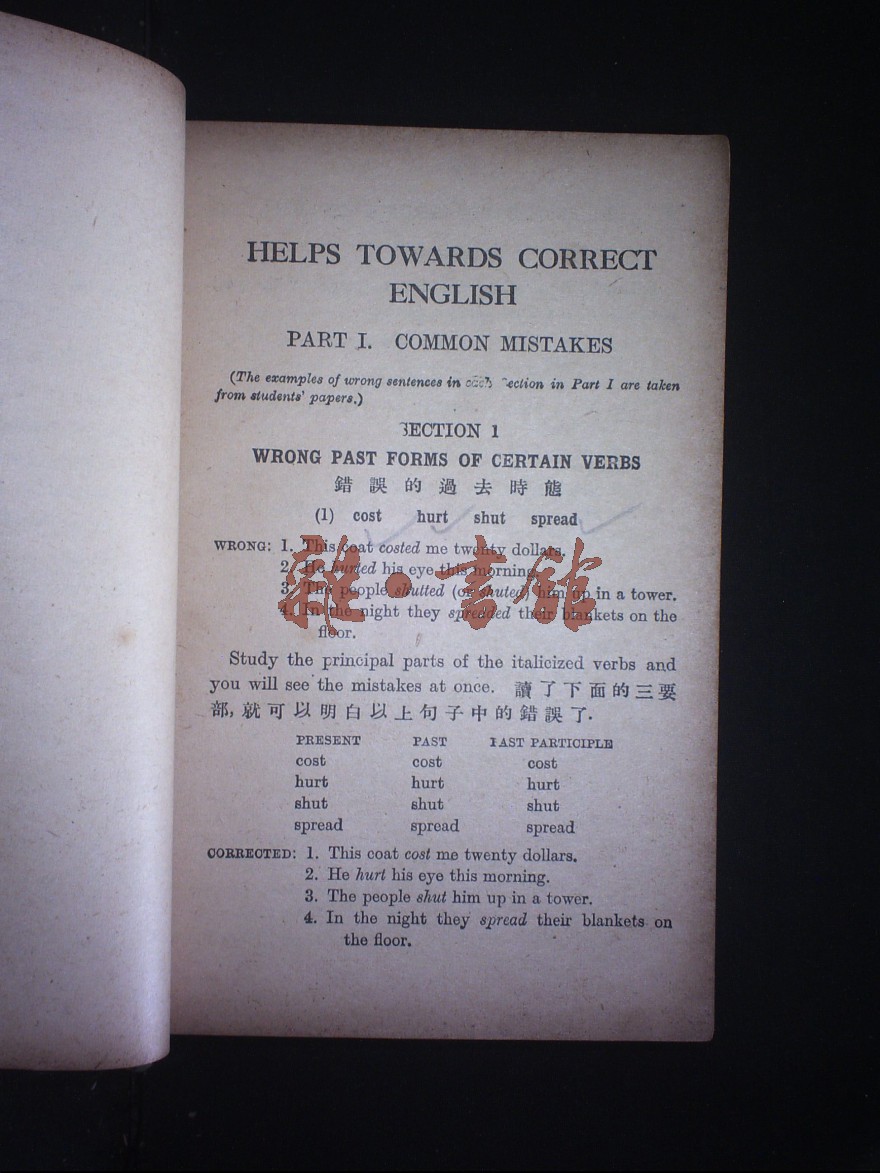 HELPS TOWARDS CORRECT
ENGLISH
PART I. COMMON MISTAKES
(The examples of wrong sentences in each section in Part I are taken
from students' papers.)
SECTION 1
WRONG PAST FORMS OF CERTAIN VERBS
錯誤的過去時態
(1) cost hurt shut spread
WRONG: 1. This coat costed me twenty dollars.
2. He hurted his eye this morning.
3. The people shutted (or shuted) him up in a tower.
4. In the night they spreaded their blankets on the
floor.
雜·書館
Study the principal parts of the italicized verbs and
you will see the mistakes at once. 讀了下面的三要
部, 就可以明白以上句子中的錯誤了.
PRESENT PAST PAST PARTICIPLE
cost cost cost
hurt hurt hurt
shut shut shut
spread spread spread
CORRECTED: 1. This coat cost me twenty dollars.
2. He hurt his eye this morning.
3. The people shut him up in a tower.
4. In the night they spread their blankets on
the floor.